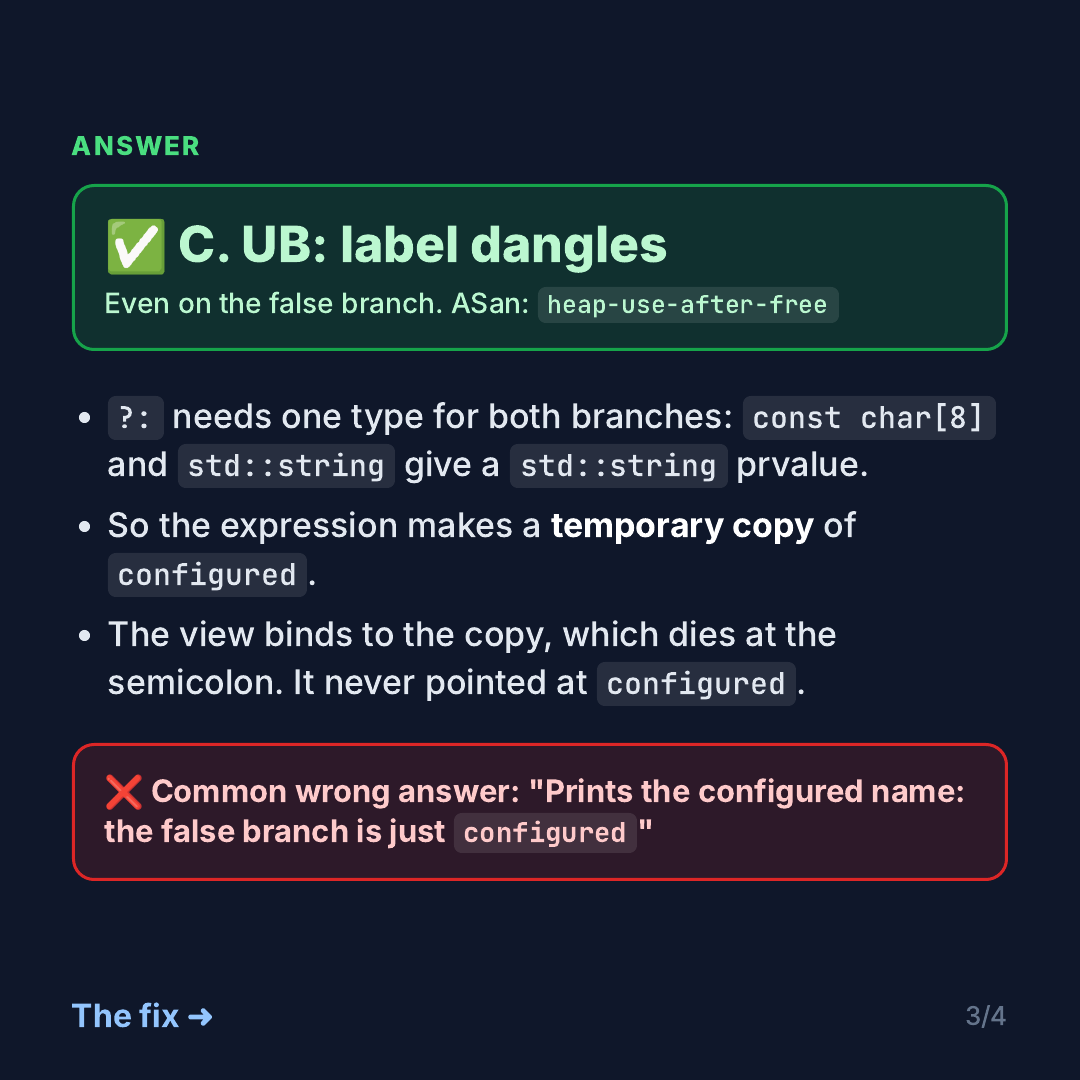 ANSWER
✅ C. UB: label dangles
Even on the false branch. ASan: heap-use-after-free
• ?: needs one type for both branches: const char[8]
and std::string give a std::string prvalue.
• So the expression makes a temporary copy of
configured.
• The view binds to the copy, which dies at the
semicolon. It never pointed at configured.
❌ Common wrong answer: "Prints the configured name:
the false branch is just configured"
The fix ➜
3/4